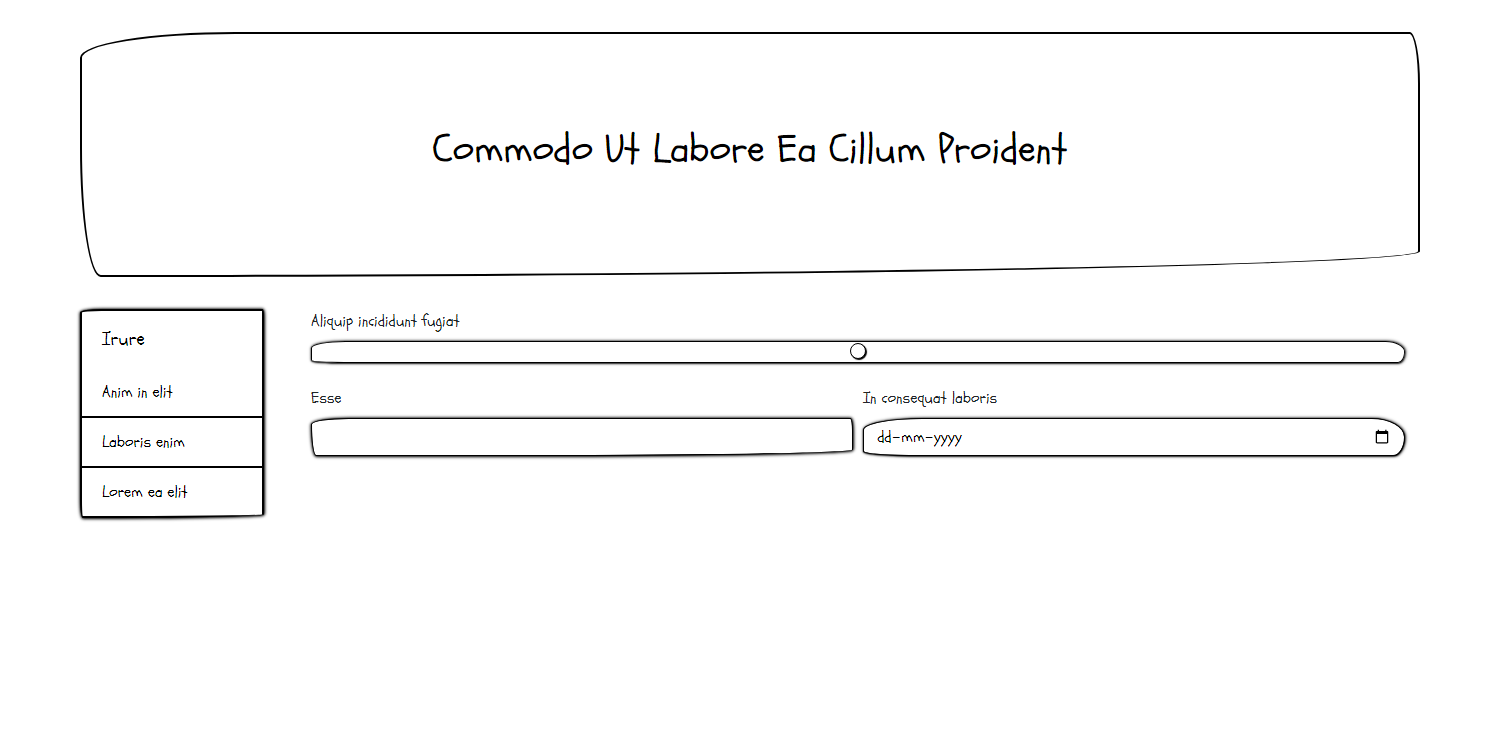 Commodo Ut Labore Ea Cillum Proident
Irure
Anim in elit
Laboris enim
Lorem ea elit
Aliquip incididunt fugiat
Esse
In consequat laboris
dd-mm-yyyy